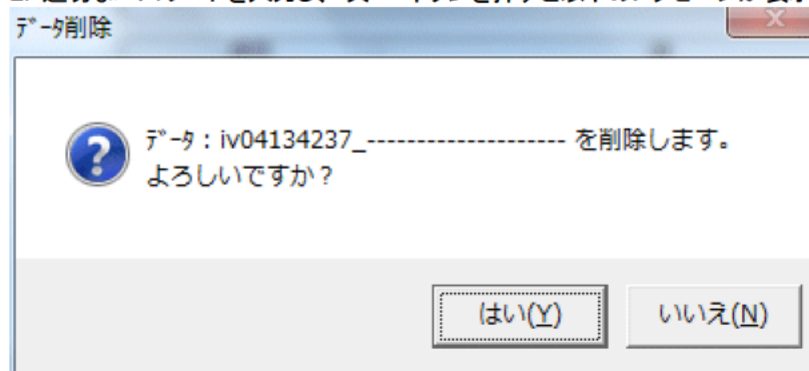 ﾃﾞｰﾀ削除
ﾃﾞｰﾀ：iv04134237_-------------------- を削除します。
よろしいですか？
はい(Y)
いいえ(N)